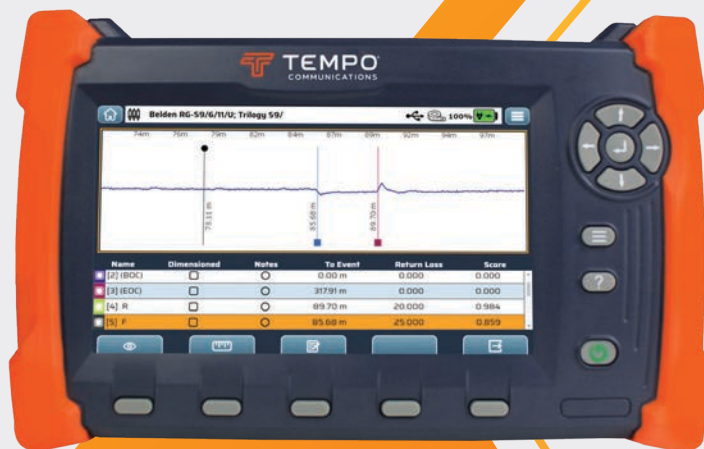 TEMPO
COMMUNICATIONS
Belden RG-59/6/11/U; Trilogy 59/ 100%
74m 76m 79m 82m 84m 87m 89m 92m 94m 97m
78.11 m
85.68 m
89.70 m
Name Dimensioned Notes To Event Return Loss Score
[2] (BOC) 0.00 m 0.000 0.000
[3] (EOC) 317.91 m 0.000 0.000
[4] R 89.70 m 20.000 0.984
[5] F 85.68 m 25.000 0.859
?